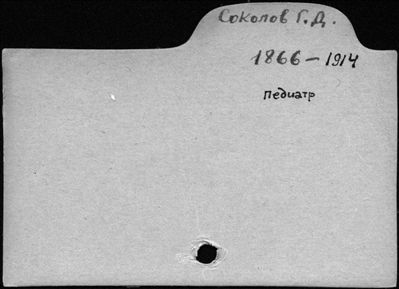 Соколов Г.Д.
1866 – 1914
педиатр